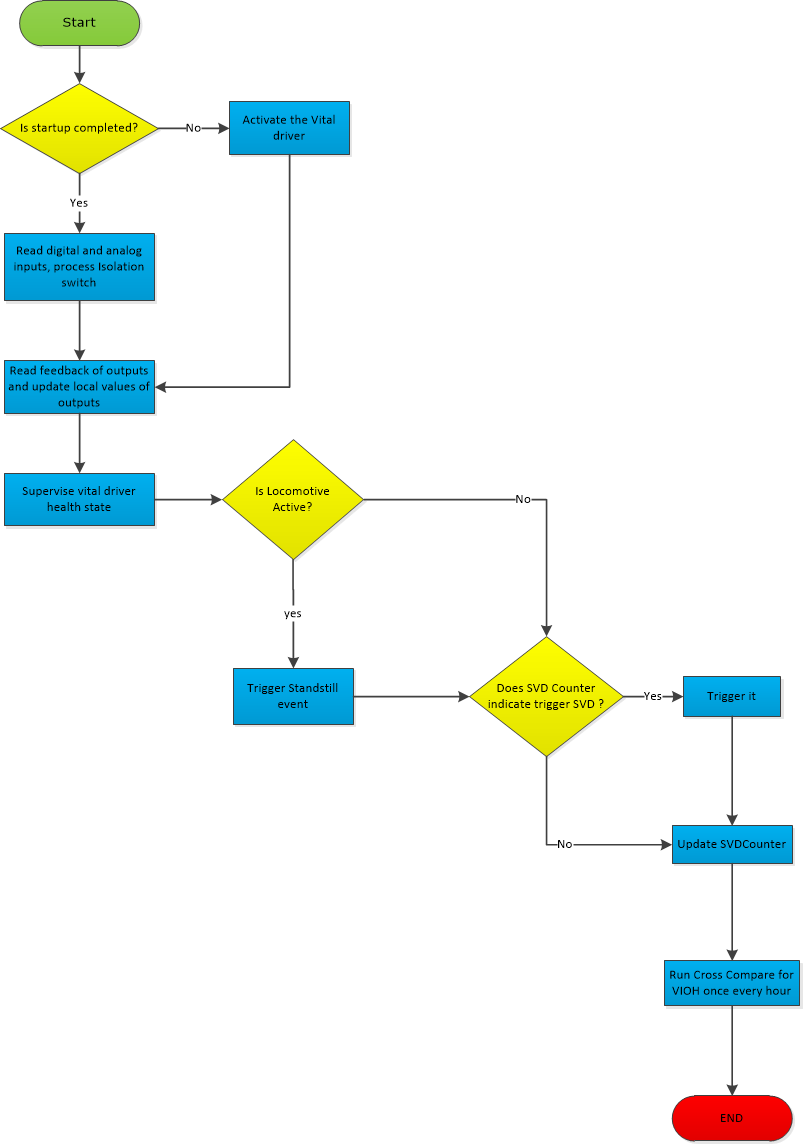 Start
Is startup completed?
No
Activate the Vital
driver
Yes
Read digital and analog
inputs, process Isolation
switch
Read feedback of outputs
and update local values of
outputs
Supervise vital driver
health state
Is Locomotive
Active?
No
yes
Trigger Standstill
event
Does SVD Counter
indicate trigger SVD ?
Yes
Trigger it
No
Update SVDCounter
Run Cross Compare for
VIOH once every hour
END